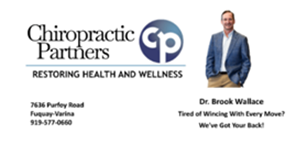 Chiropractic
Partners
cp
RESTORING HEALTH AND WELLNESS
7636 Purfoy Road
Fuquay-Varina
919-577-0660
Dr. Brook Wallace
Tired of Wincing With Every Move?
We've Got Your Back!